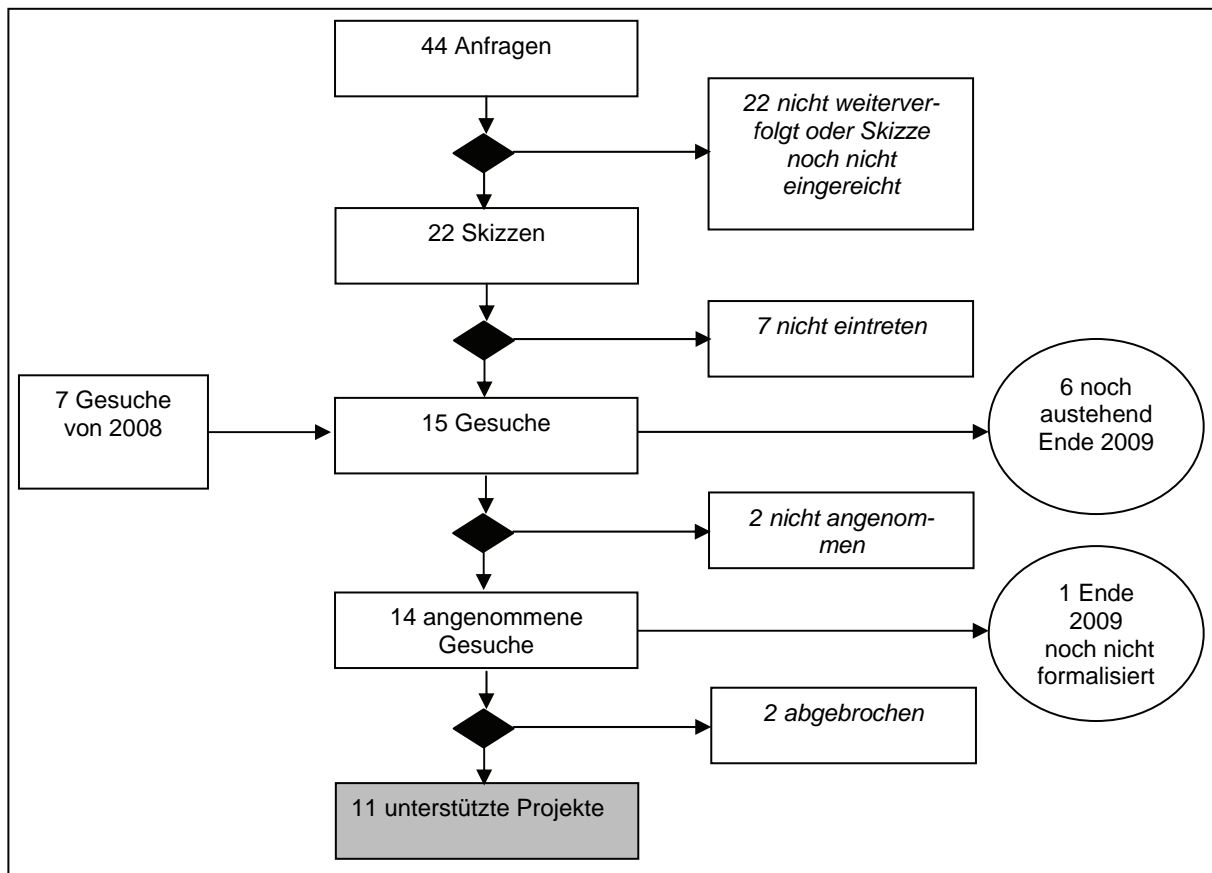 44 Anfragen
22 nicht weiterver-
folgt oder Skizze
noch nicht
eingereicht
22 Skizzen
7 nicht eintreten
7 Gesuche
von 2008
15 Gesuche
6 noch
austehend
Ende 2009
2 nicht angenom-
men
14 angenommene
Gesuche
1 Ende
2009
noch nicht
formalisiert
2 abgebrochen
11 unterstützte Projekte